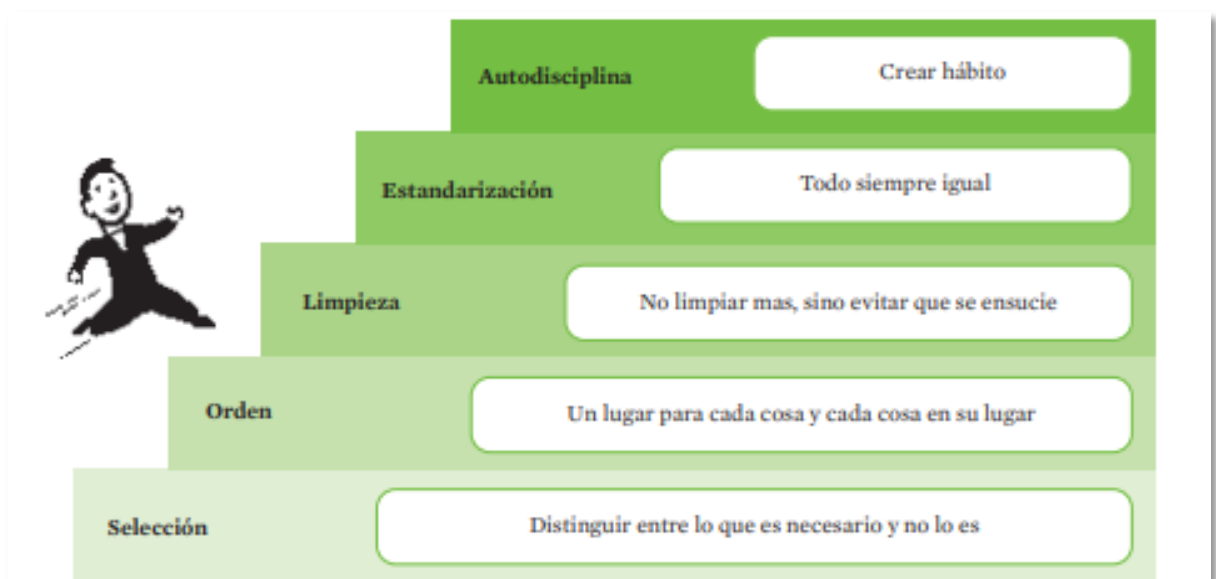 Autodisciplina
Crear hábito
Estandarización
Todo siempre igual
Limpieza
No limpiar mas, sino evitar que se ensucie
Orden
Un lugar para cada cosa y cada cosa en su lugar
Selección
Distinguir entre lo que es necesario y no lo es